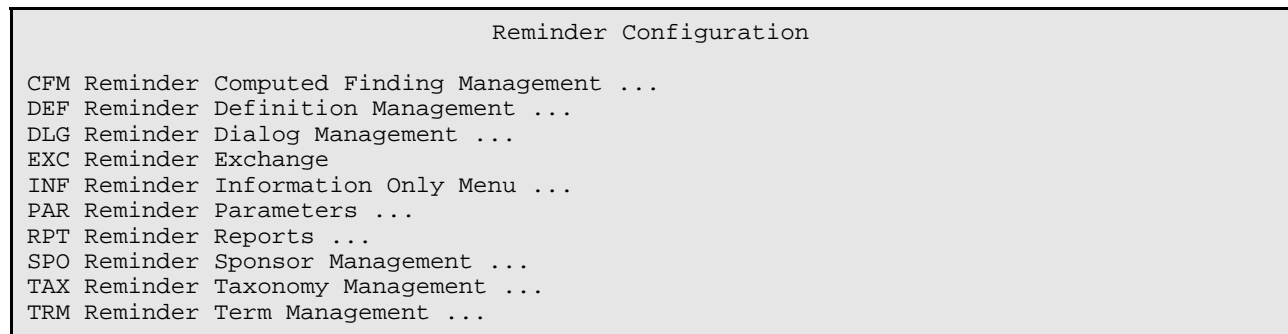 Reminder Configuration
CFM Reminder Computed Finding Management ...
DEF Reminder Definition Management ...
DLG Reminder Dialog Management ...
EXC Reminder Exchange
INF Reminder Information Only Menu ...
PAR Reminder Parameters ...
RPT Reminder Reports ...
SPO Reminder Sponsor Management ...
TAX Reminder Taxonomy Management ...
TRM Reminder Term Management ...